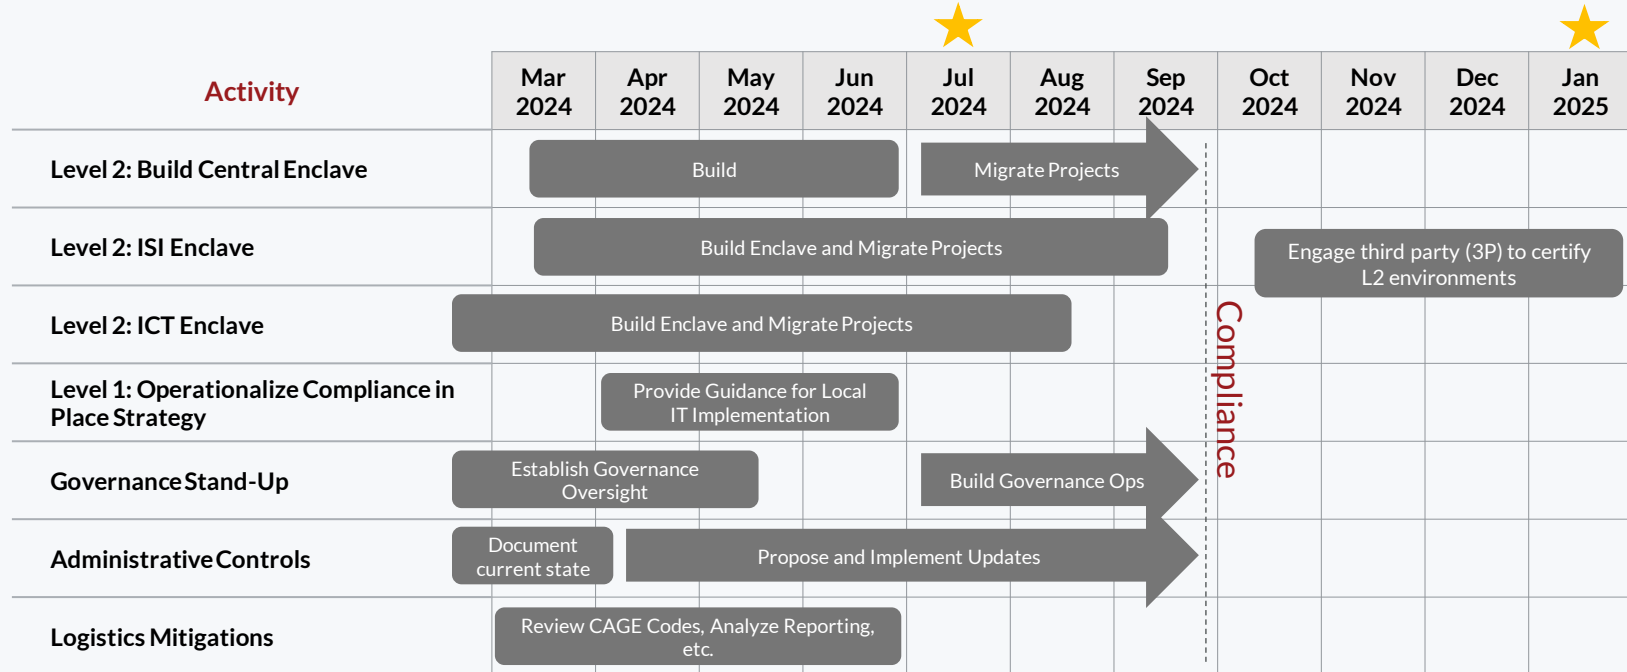 Activity
Mar
2024
Apr
2024
May
2024
Jun
2024
Jul
2024
Aug
2024
Sep
2024
Oct
2024
Nov
2024
Dec
2024
Jan
2025
Level 2: Build Central Enclave
Build
Migrate Projects
Level 2: ISI Enclave
Build Enclave and Migrate Projects
Engage third party (3P) to certify
L2 environments
Level 2: ICT Enclave
Build Enclave and Migrate Projects
Compliance
Level 1: Operationalize Compliance in
Place Strategy
Provide Guidance for Local
IT Implementation
Governance Stand-Up
Establish Governance
Oversight
Build Governance Ops
Administrative Controls
Document
current state
Propose and Implement Updates
Logistics Mitigations
Review CAGE Codes, Analyze Reporting,
etc.